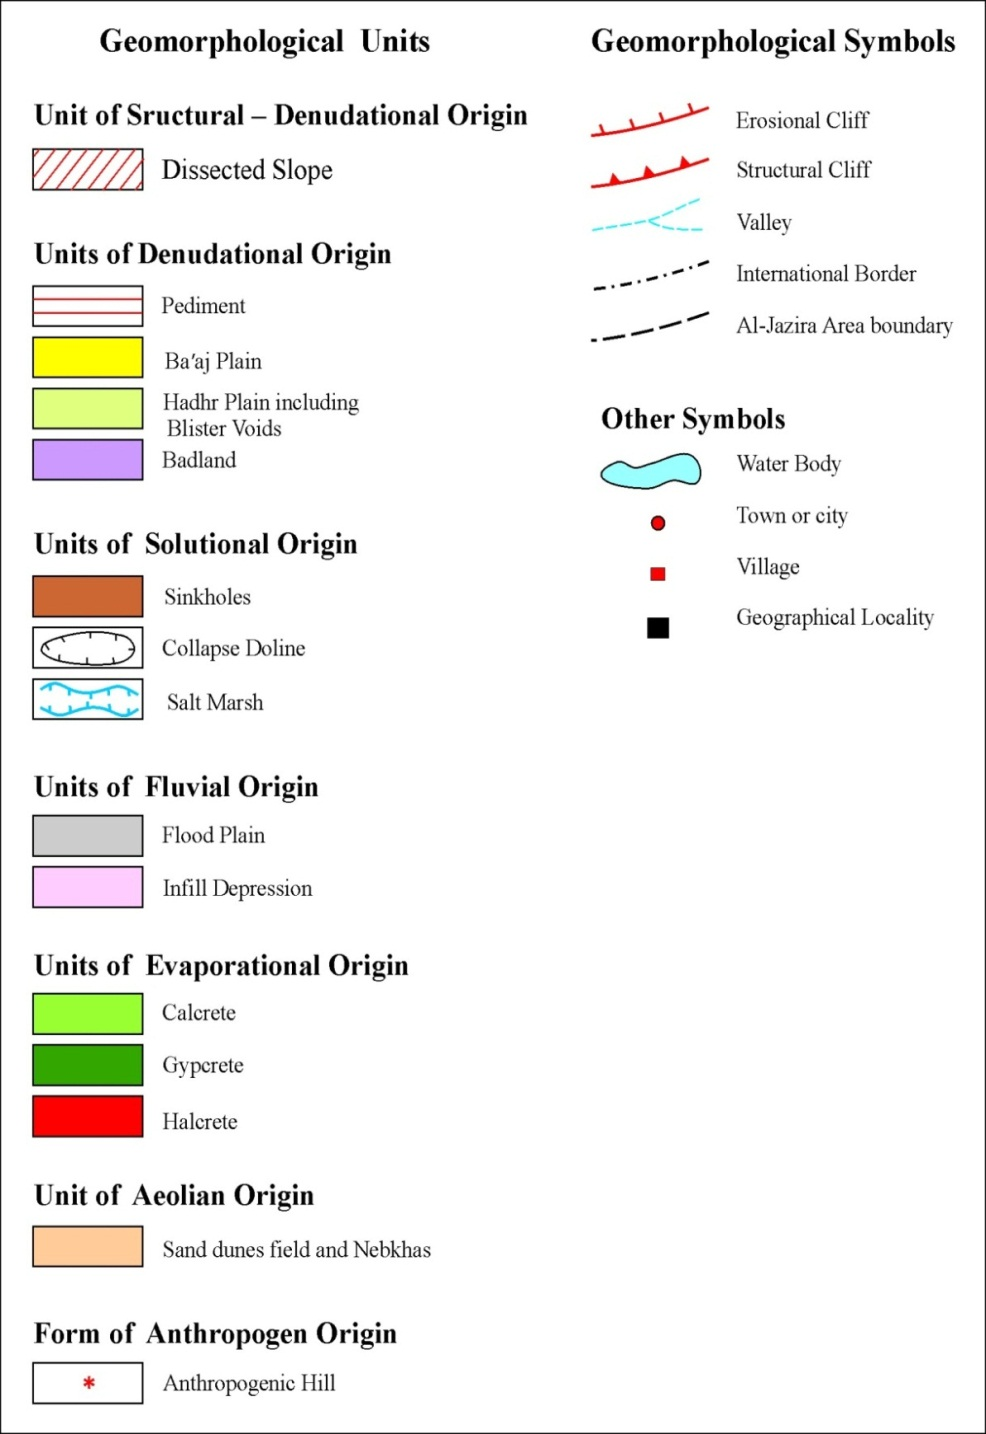 Geomorphological Units
Unit of Sructural – Denudational Origin
Dissected Slope
Units of Denudational Origin
Pediment
Ba'aj Plain
Hadhr Plain including
Blister Voids
Badland
Units of Solutional Origin
Sinkholes
Collapse Doline
Salt Marsh
Units of Fluvial Origin
Flood Plain
Infill Depression
Units of Evaporational Origin
Calcrete
Gypcrete
Halcrete
Unit of Aeolian Origin
Sand dunes field and Nebkhas
Form of Anthropogen Origin
Anthropogenic Hill
Geomorphological Symbols
Erosional Cliff
Structural Cliff
Valley
International Border
Al-Jazira Area boundary
Other Symbols
Water Body
Town or city
Village
Geographical Locality